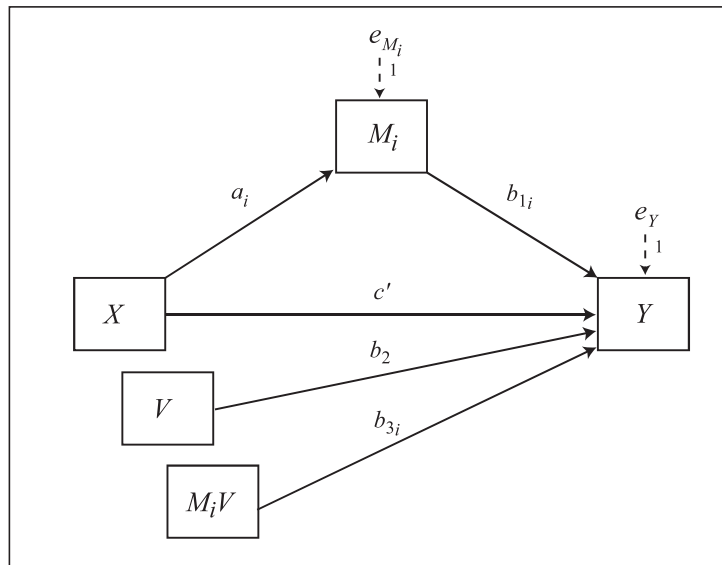 e_{M_i}
1
M_i
a_i
b_{1i}
e_Y
1
X
c′
Y
b_2
V
b_{3i}
M_iV